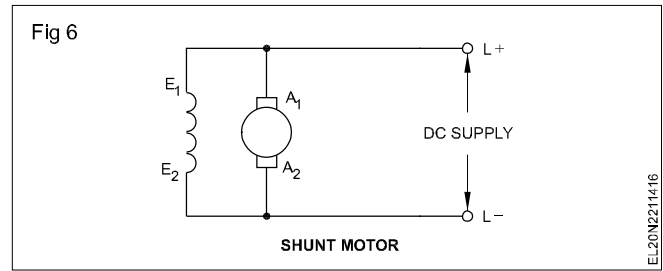 Fig 6
L+
E1
A1
DC SUPPLY
E2
A2
L−
SHUNT MOTOR
EL20N2211416